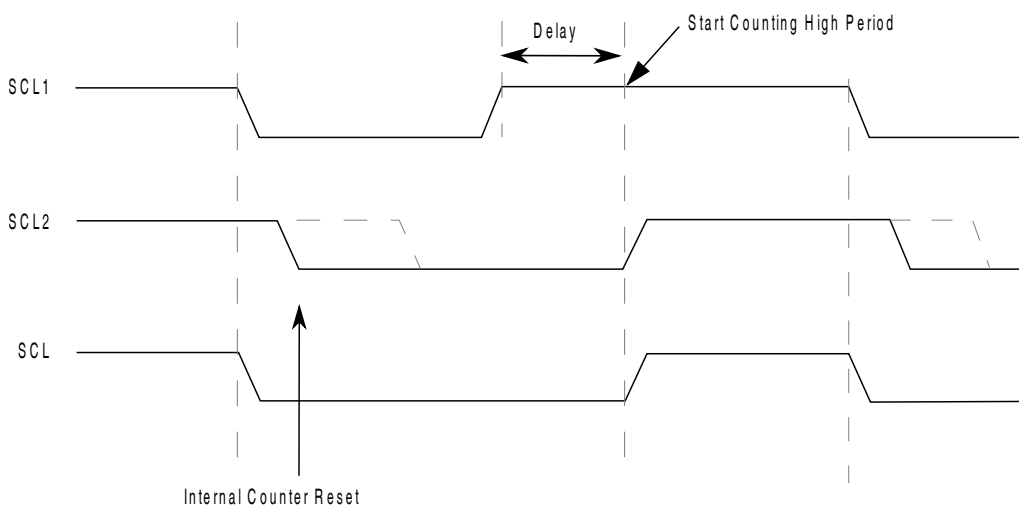 Start Counting High Period
Delay
SCL1
SCL2
SCL
Internal Counter Reset